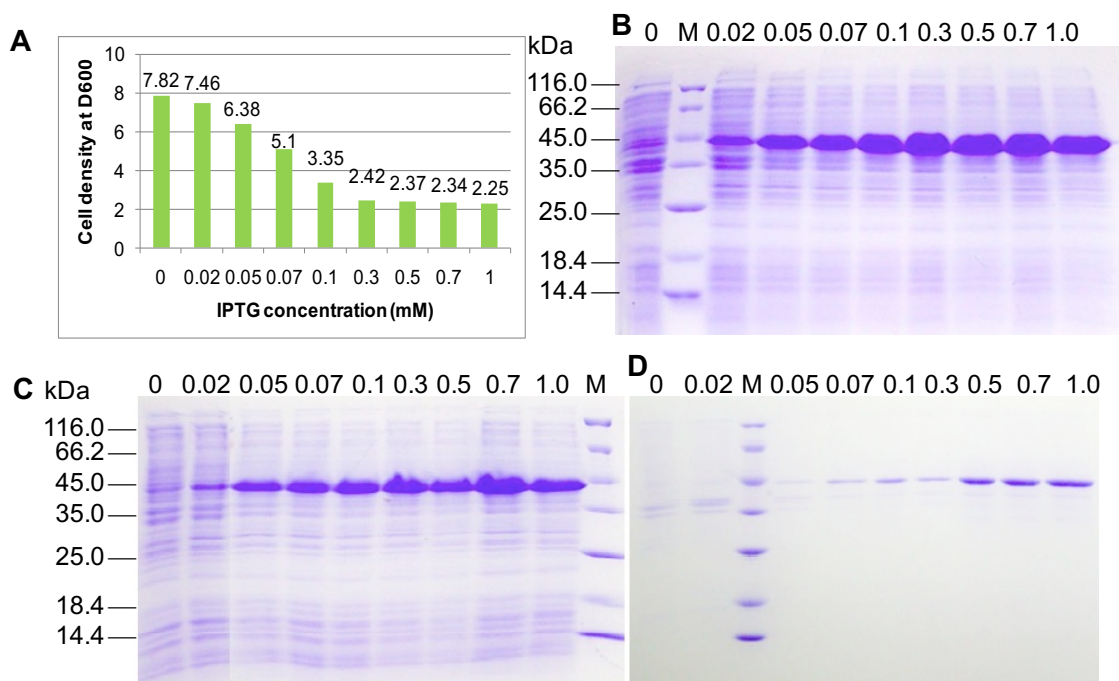 A
10
8
6
4
2
0
Cell density at D600
7.82 7.46 6.38 5.1 3.35 2.42 2.37 2.34 2.25
0 0.02 0.05 0.07 0.1 0.3 0.5 0.7 1
IPTG concentration (mM)
B
kDa
0 M 0.02 0.05 0.07 0.1 0.3 0.5 0.7 1.0
116.0
66.2
45.0
35.0
25.0
18.4
14.4
C kDa
0 0.02 0.05 0.07 0.1 0.3 0.5 0.7 1.0 M
116.0
66.2
45.0
35.0
25.0
18.4
14.4
D
0 0.02 M 0.05 0.07 0.1 0.3 0.5 0.7 1.0